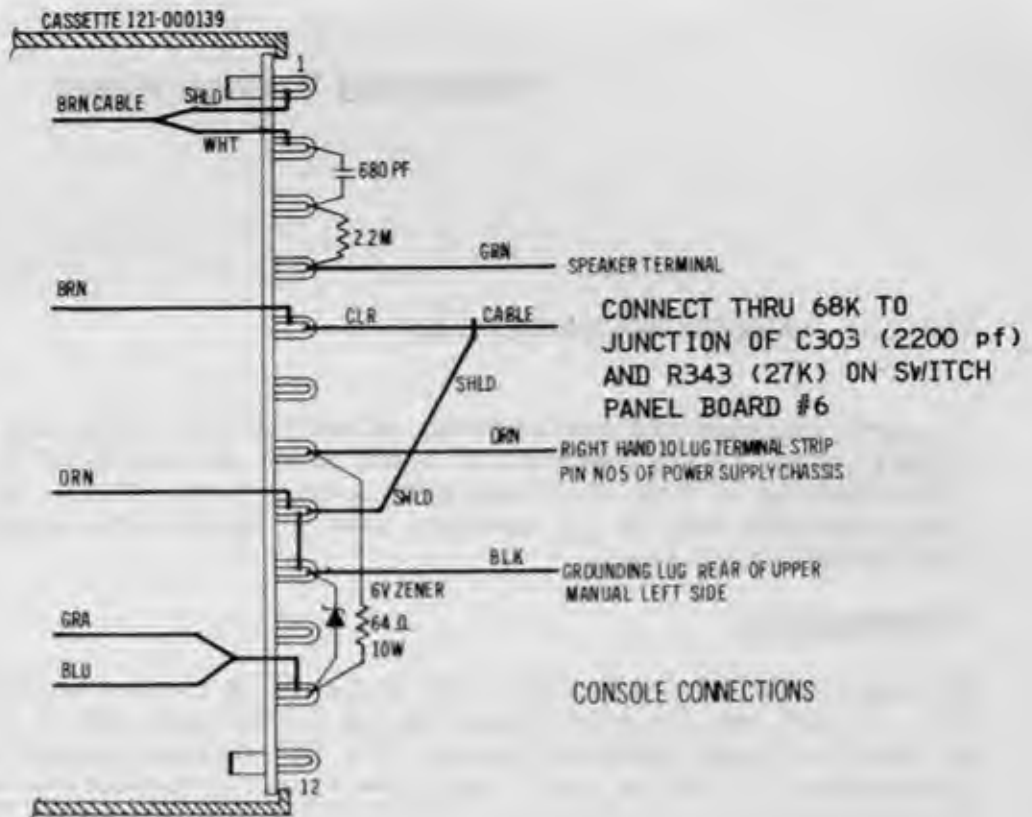 CASSETTE 121-000139
1
BRN CABLE
SHLD
WHT
680 PF
2.2M
GRN
SPEAKER TERMINAL
BRN
CLR
CABLE
CONNECT THRU 68K TO
JUNCTION OF C303 (2200 pf)
AND R343 (27K) ON SWITCH
PANEL BOARD #6
SHLD
ORN
RIGHT HAND 10 LUG TERMINAL STRIP
PIN NO 5 OF POWER SUPPLY CHASSIS
ORN
SHLD
BLK
GROUNDING LUG REAR OF UPPER
MANUAL LEFT SIDE
6V ZENER
64 Ω
10W
GRA
BLU
CONSOLE CONNECTIONS
12